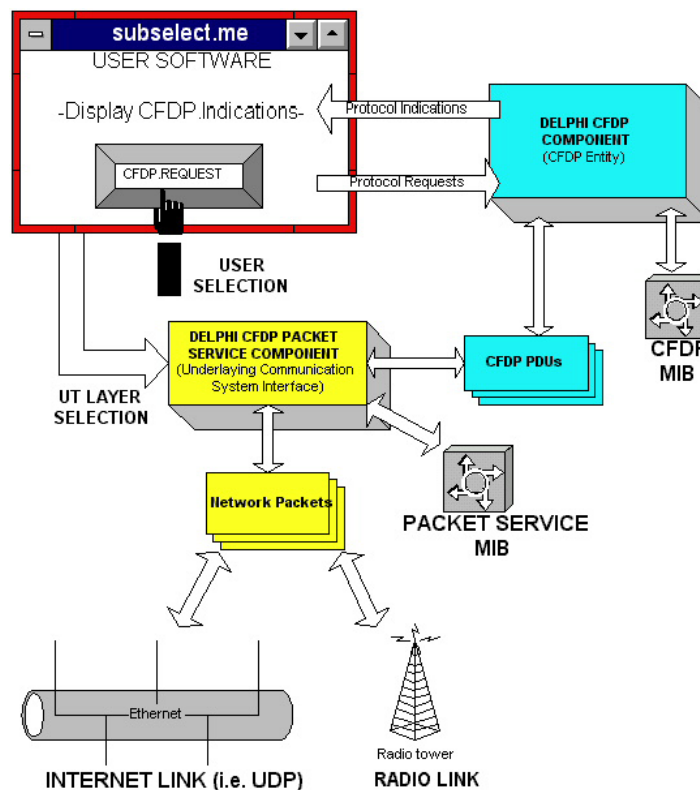 subselect.me
USER SOFTWARE
-Display CFDP.Indications-
CFDP.REQUEST
Protocol Indications
Protocol Requests
DELPHI CFDP
COMPONENT
(CFDP Entity)
USER
SELECTION
CFDP
MIB
DELPHI CFDP PACKET
SERVICE COMPONENT
(Underlaying Communication
System Interface)
CFDP PDUs
UT LAYER
SELECTION
Network Packets
PACKET SERVICE
MIB
Ethernet
Radio tower
INTERNET LINK (i.e. UDP)
RADIO LINK